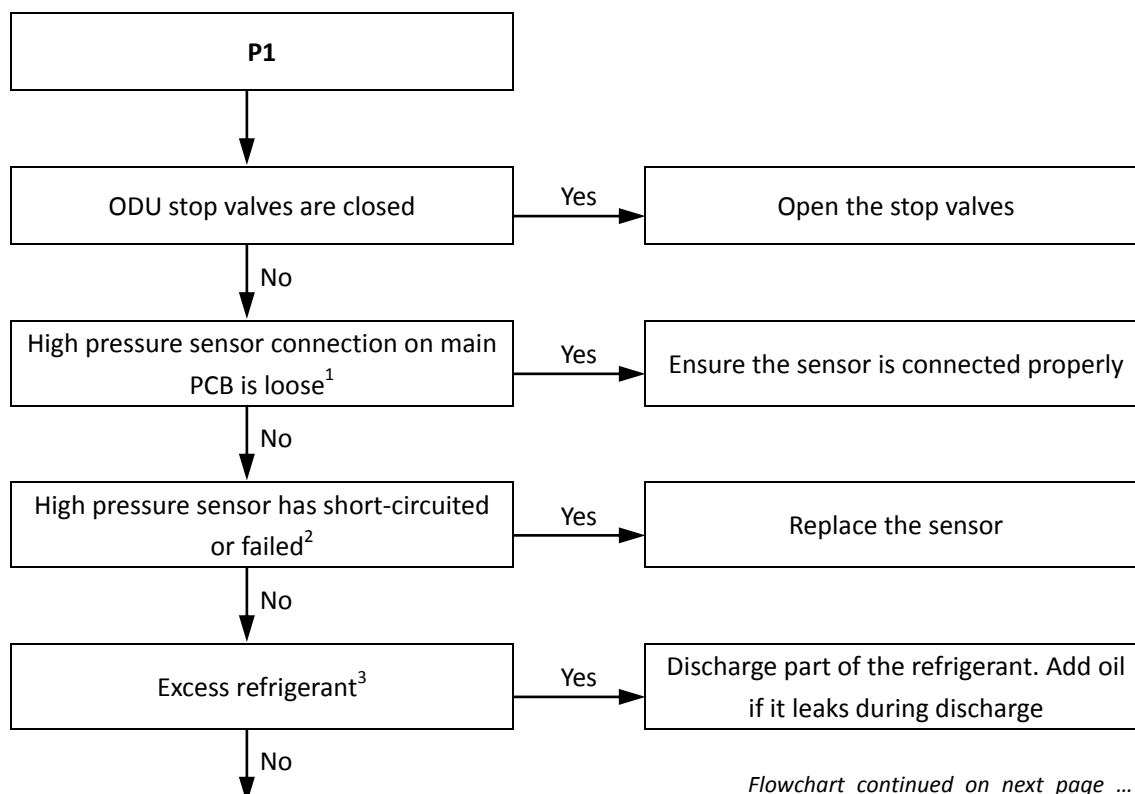 P1
ODU stop valves are closed
Yes
Open the stop valves
No
High pressure sensor connection on main
PCB is loose1
Yes
Ensure the sensor is connected properly
No
High pressure sensor has short-circuited
or failed2
Yes
Replace the sensor
No
Excess refrigerant3
Yes
Discharge part of the refrigerant. Add oil
if it leaks during discharge
No
Flowchart continued on next page ...